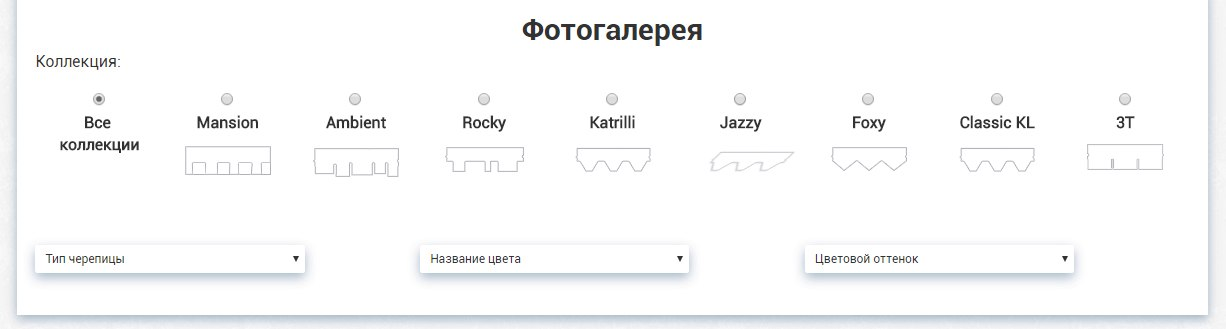 Фотогалерея
Коллекция:
Все коллекции
Mansion
Ambient
Rocky
Katrilli
Jazzy
Foxy
Classic KL
3T
Тип черепицы
Название цвета
Цветовой оттенок